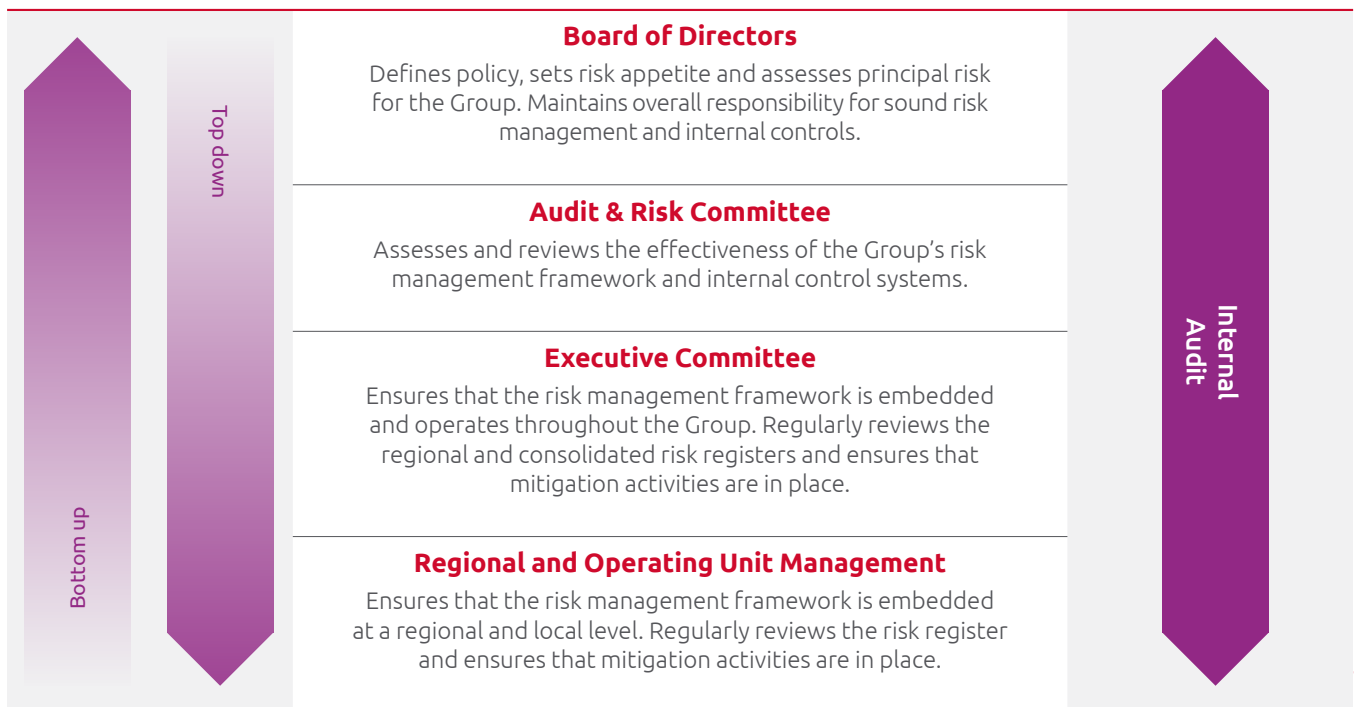 Board of Directors
Defines policy, sets risk appetite and assesses principal risk
for the Group. Maintains overall responsibility for sound risk
management and internal controls.
Audit & Risk Committee
Assesses and reviews the effectiveness of the Group’s risk
management framework and internal control systems.
Executive Committee
Ensures that the risk management framework is embedded
and operates throughout the Group. Regularly reviews the
regional and consolidated risk registers and ensures that
mitigation activities are in place.
Regional and Operating Unit Management
Ensures that the risk management framework is embedded
at a regional and local level. Regularly reviews the risk register
and ensures that mitigation activities are in place.
Bottom up
Top down
Internal
Audit